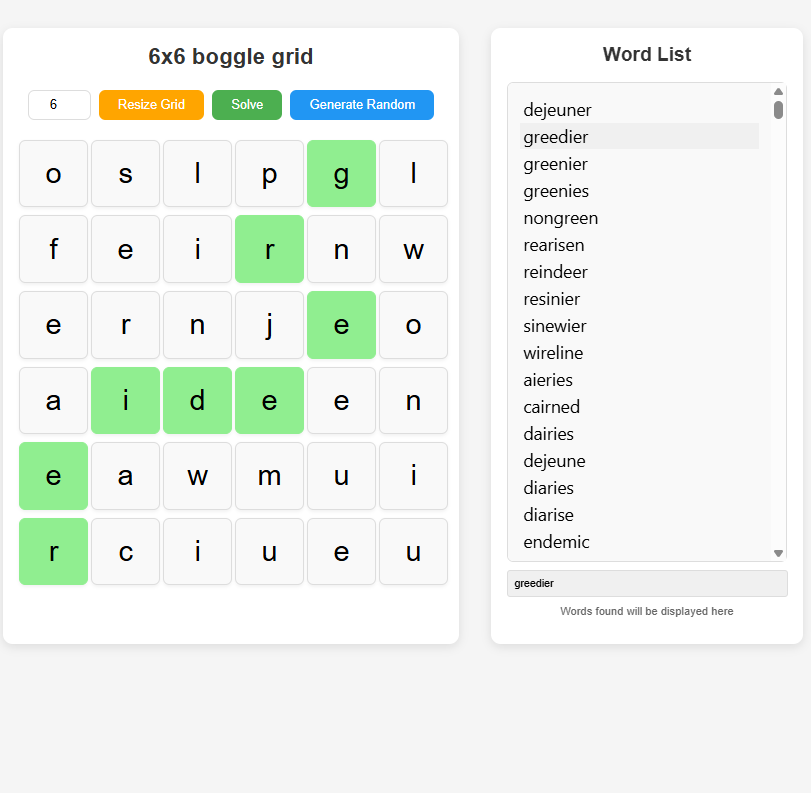 6x6 boggle grid
6 Resize Grid Solve Generate Random
o s l p g l
f e i r n w
e r n j e o
a i d e e n
e a w m u i
r c i u e u
Word List
dejeuner
greedier
greenier
greenies
nongreen
rearisen
reindeer
resinier
sinewier
wireline
aieries
cairned
dairies
dejeune
diaries
diarise
endemic
greedier
Words found will be displayed here